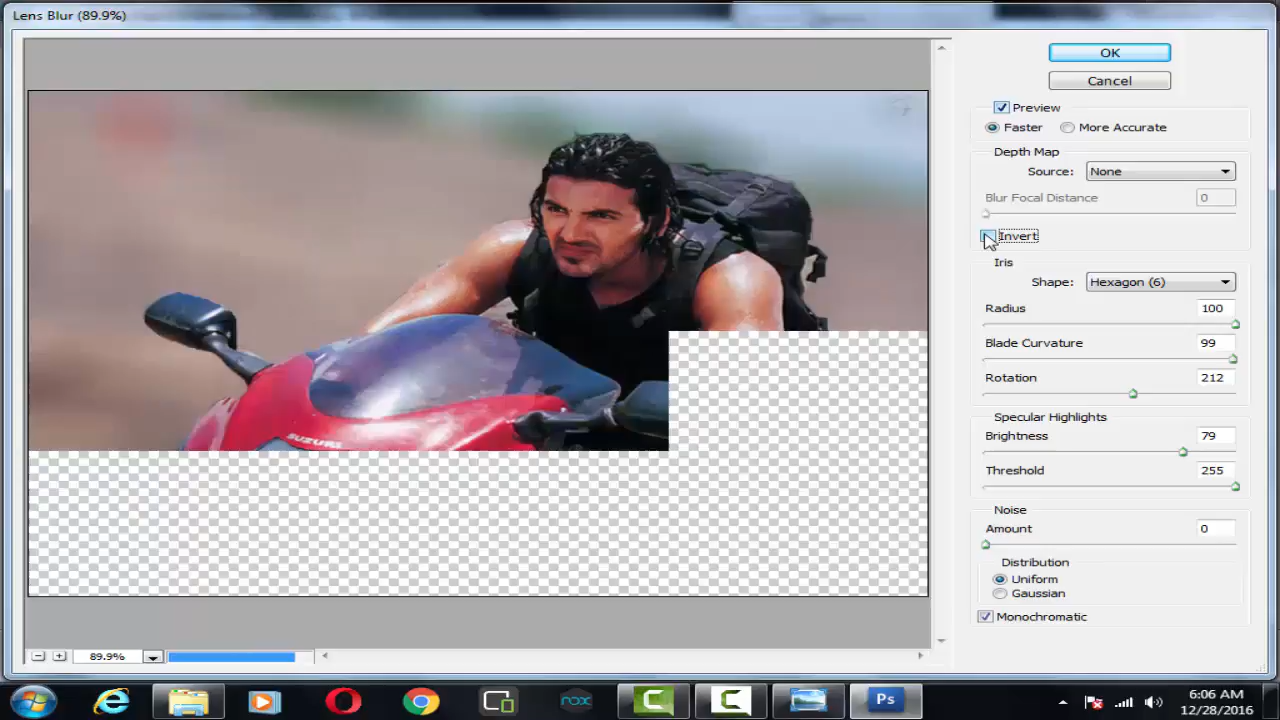 Lens Blur (89.9%)
OK
Cancel
Preview
Faster
More Accurate
Depth Map
Source: None
Blur Focal Distance 0
Invert
Iris
Shape: Hexagon (6)
Radius 100
Blade Curvature 99
Rotation 212
Specular Highlights
Brightness 79
Threshold 255
Noise
Amount 0
Distribution
Uniform
Gaussian
Monochromatic
SUZUKI
89.9%
nox
Ps
6:06 AM
12/28/2016